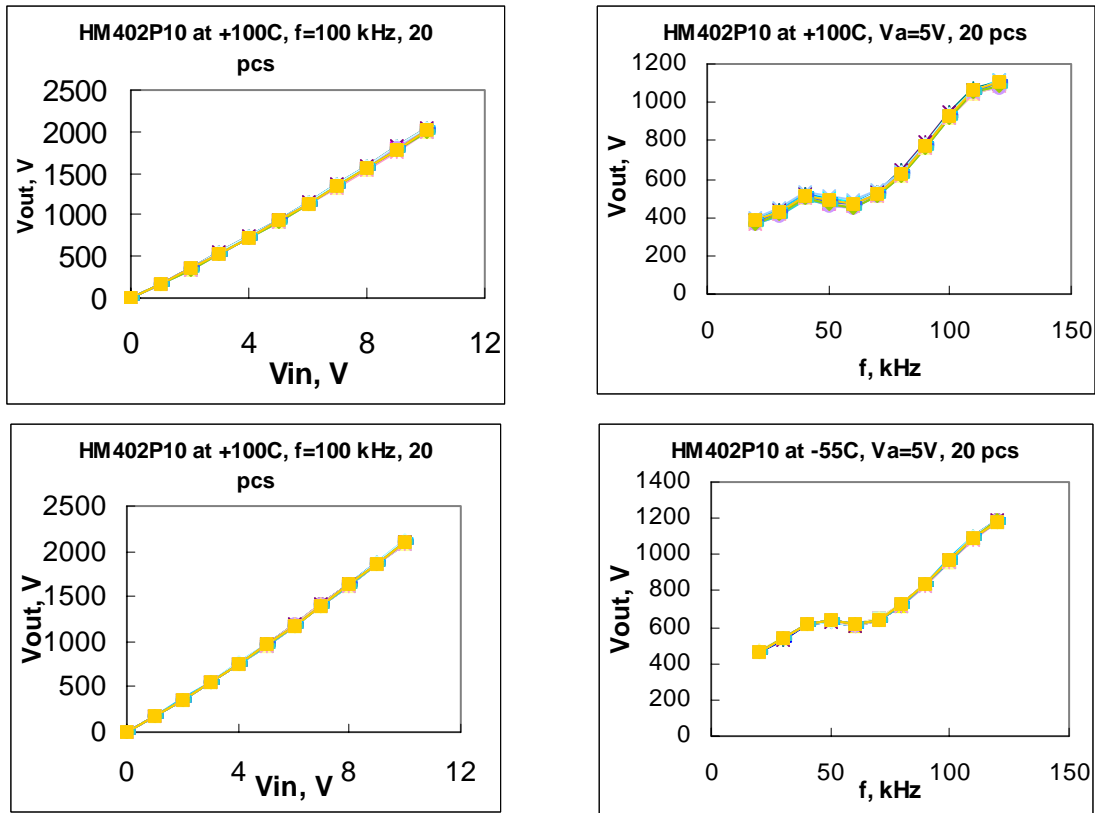 HM402P10 at +100C, f=100 kHz, 20
pcs
2500
2000
1500
1000
500
0
Vout, V
0 4 8 12
Vin, V
HM402P10 at +100C, Va=5V, 20 pcs
1200
1000
800
600
400
200
0
Vout, V
0 50 100 150
f, kHz
HM402P10 at +100C, f=100 kHz, 20
pcs
2500
2000
1500
1000
500
0
Vout, V
0 4 8 12
Vin, V
HM402P10 at -55C, Va=5V, 20 pcs
1400
1200
1000
800
600
400
200
0
Vout, V
0 50 100 150
f, kHz